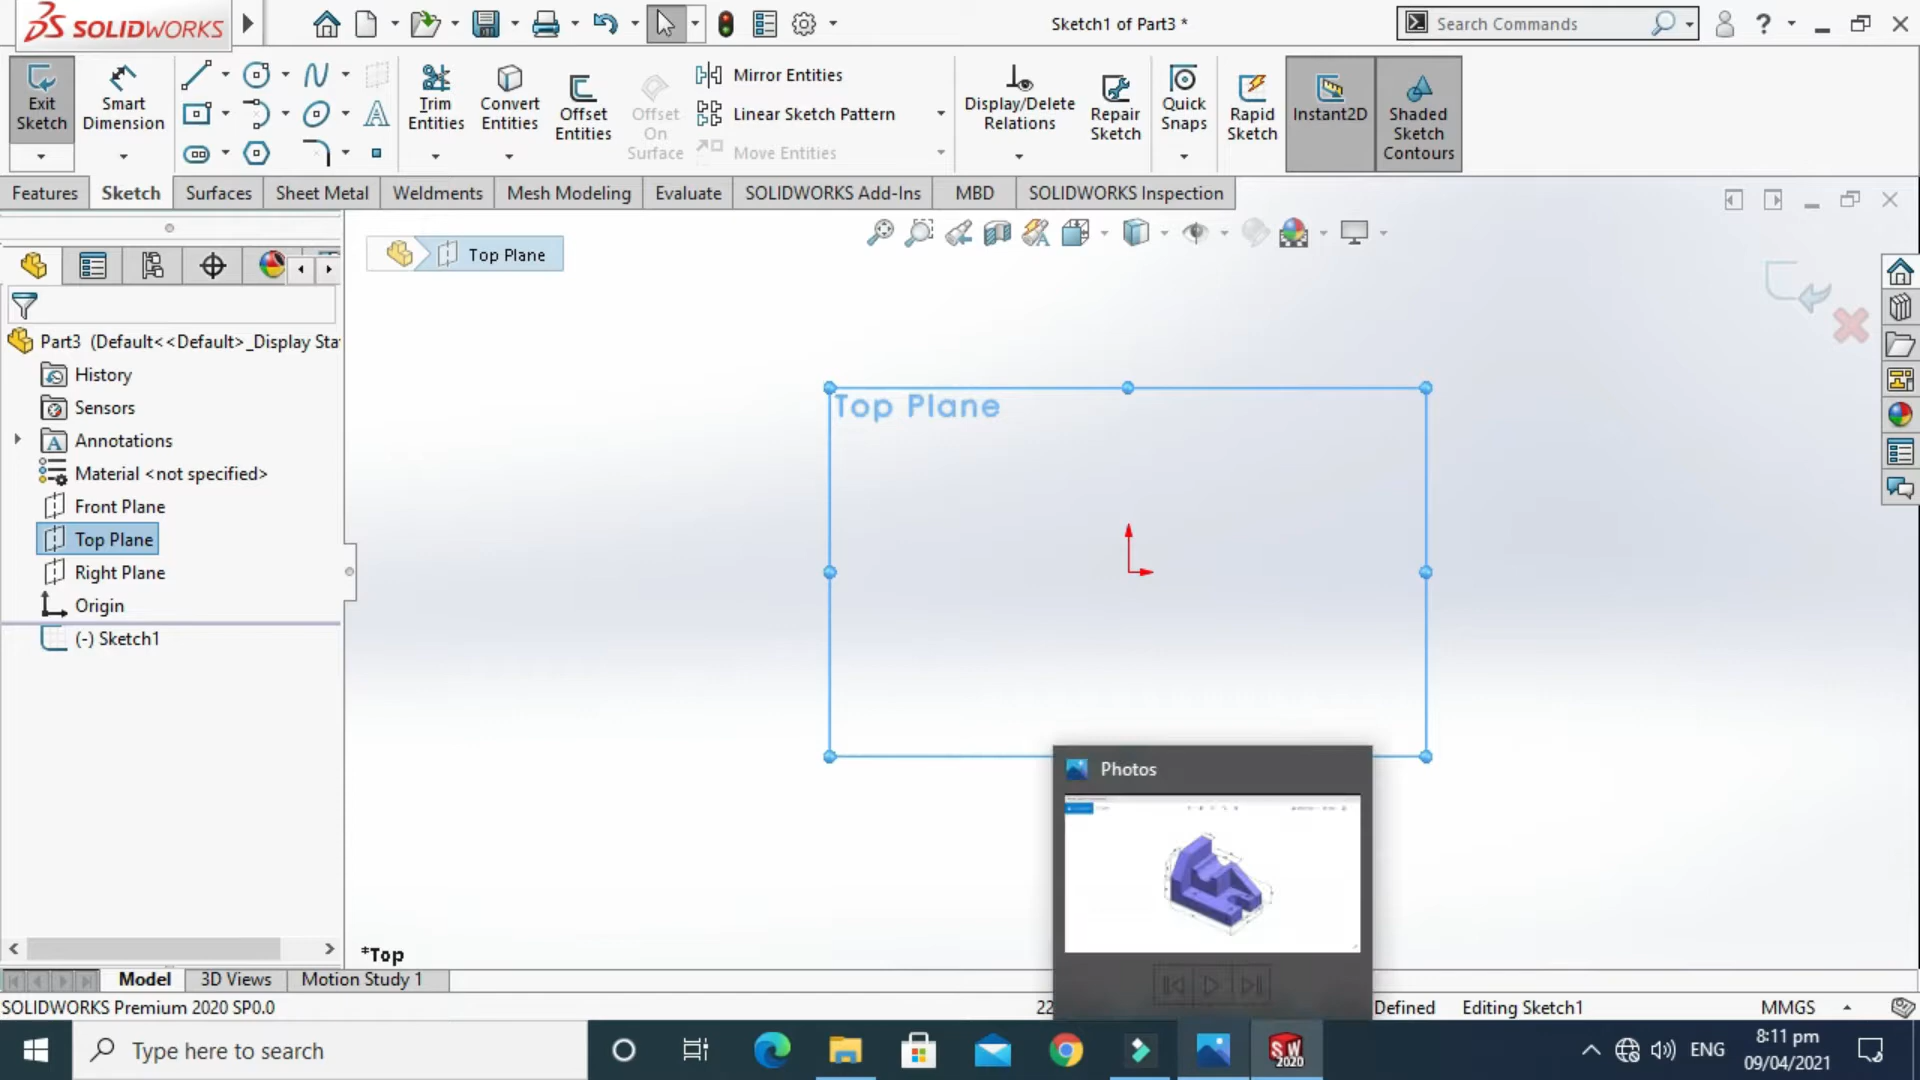 SOLIDWORKS
Sketch1 of Part3 *
Search Commands
Exit Sketch
Smart Dimension
Trim Entities
Convert Entities
Offset Entities
Offset On Surface
Mirror Entities
Linear Sketch Pattern
Move Entities
Display/Delete Relations
Repair Sketch
Quick Snaps
Rapid Sketch
Instant2D
Shaded Sketch Contours
Features
Sketch
Surfaces
Sheet Metal
Weldments
Mesh Modeling
Evaluate
SOLIDWORKS Add-Ins
MBD
SOLIDWORKS Inspection
Top Plane
Part3 (Default<<Default>_Display Sta
History
Sensors
Annotations
Material <not specified>
Front Plane
Top Plane
Right Plane
Origin
(-) Sketch1
Top Plane
Photos
*Top
Model
3D Views
Motion Study 1
SOLIDWORKS Premium 2020 SP0.0
22
Defined
Editing Sketch1
MMGS
Type here to search
SW
2020
ENG
8:11 pm
09/04/2021